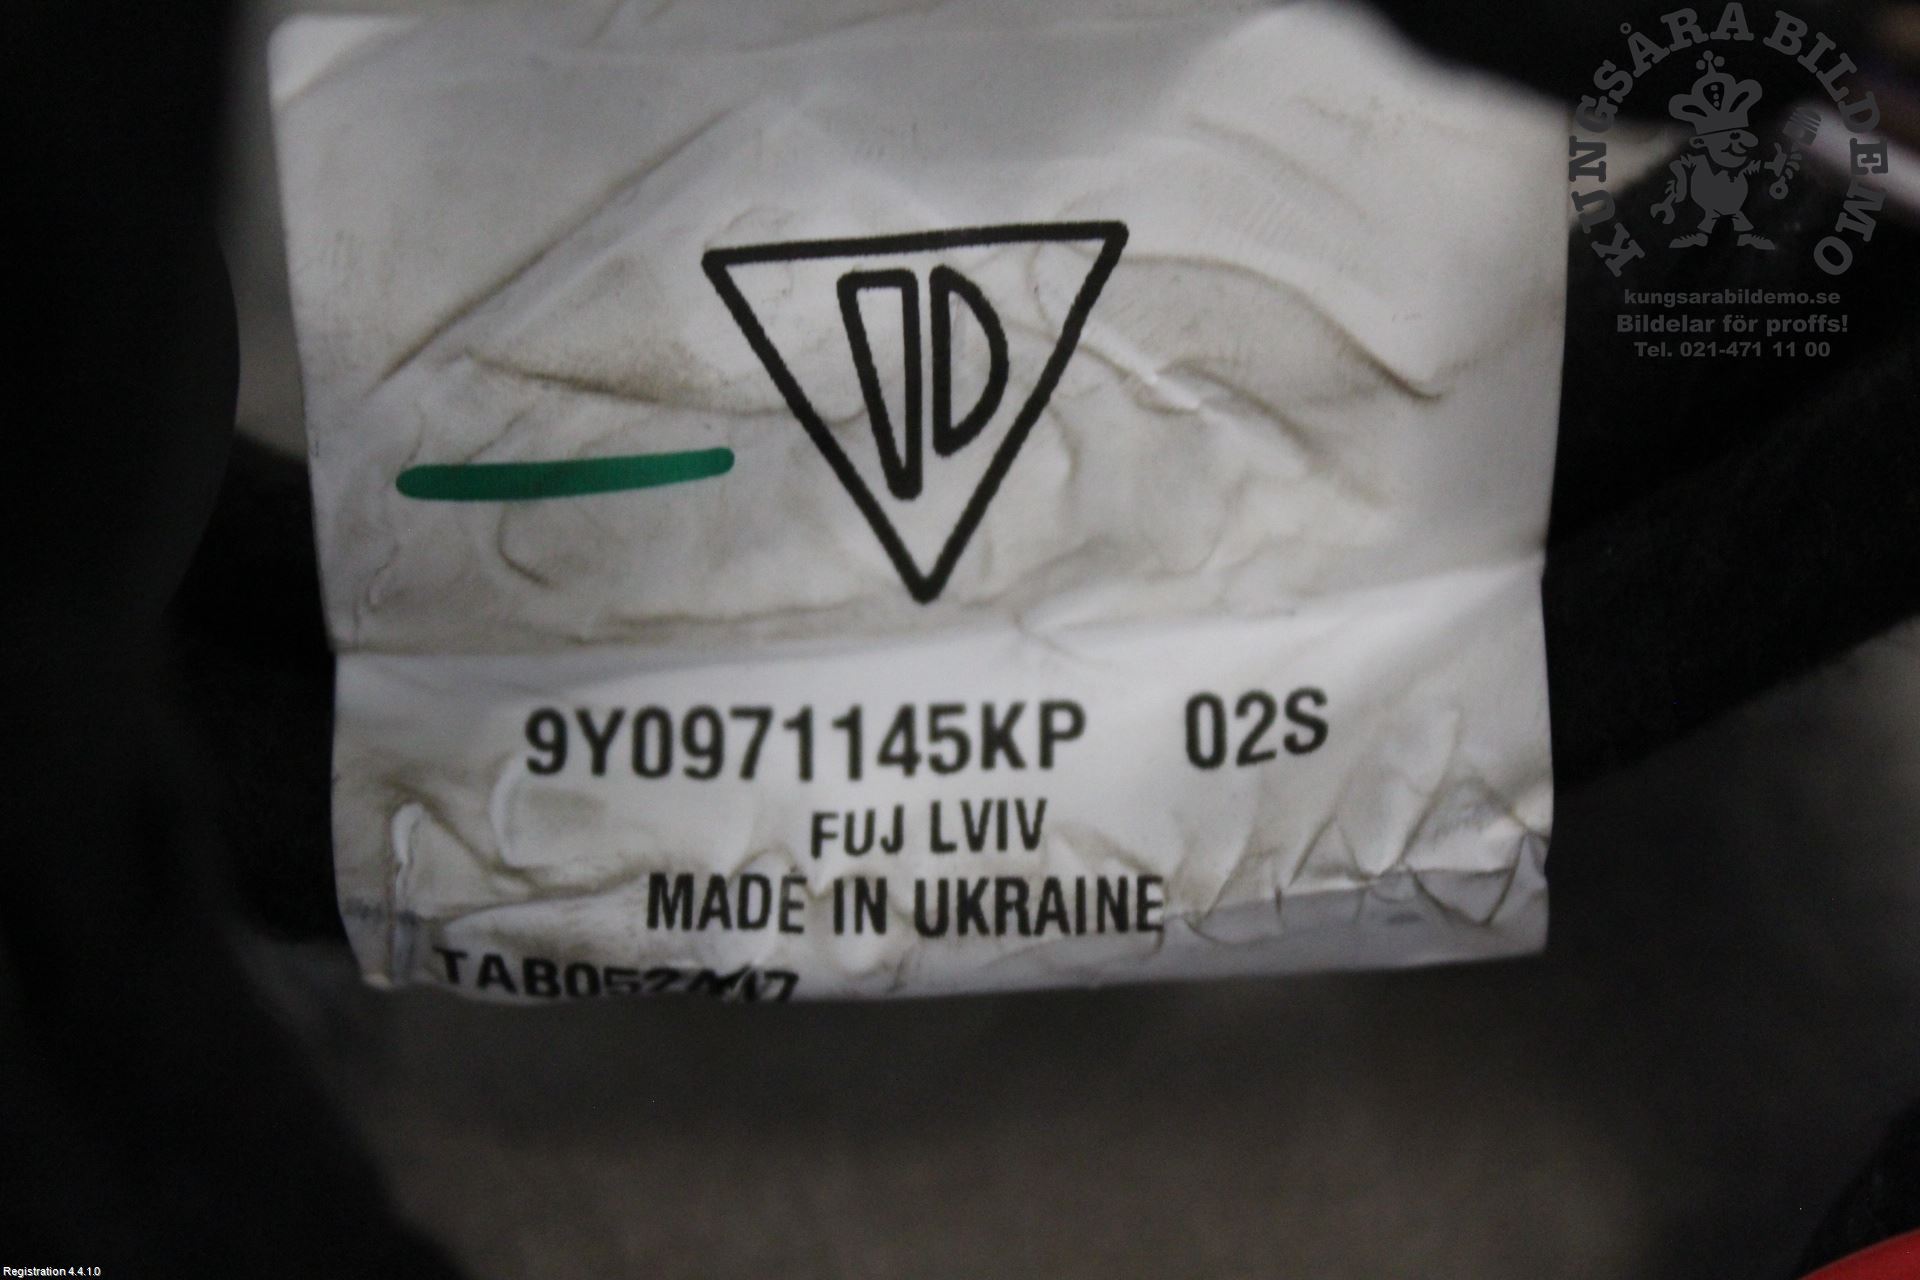 KUNGSÅRA BILDEMO
kungsarabildemo.se
Bildelar för proffs!
Tel. 021-471 11 00
9Y0971145KP 02S
FUJ LVIV
MADE IN UKRAINE
Registration 4.4.1.0